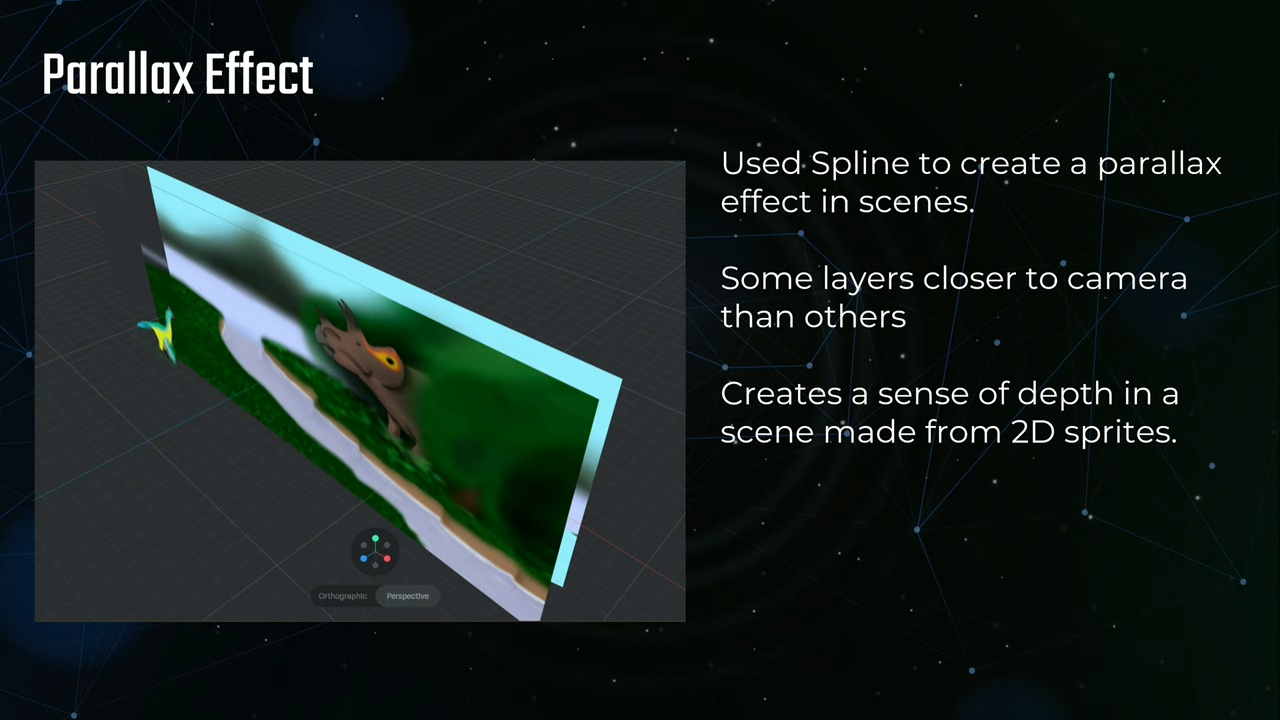 Parallax Effect
Used Spline to create a parallax
effect in scenes.
Some layers closer to camera
than others
Creates a sense of depth in a
scene made from 2D sprites.
Orthographic
Perspective